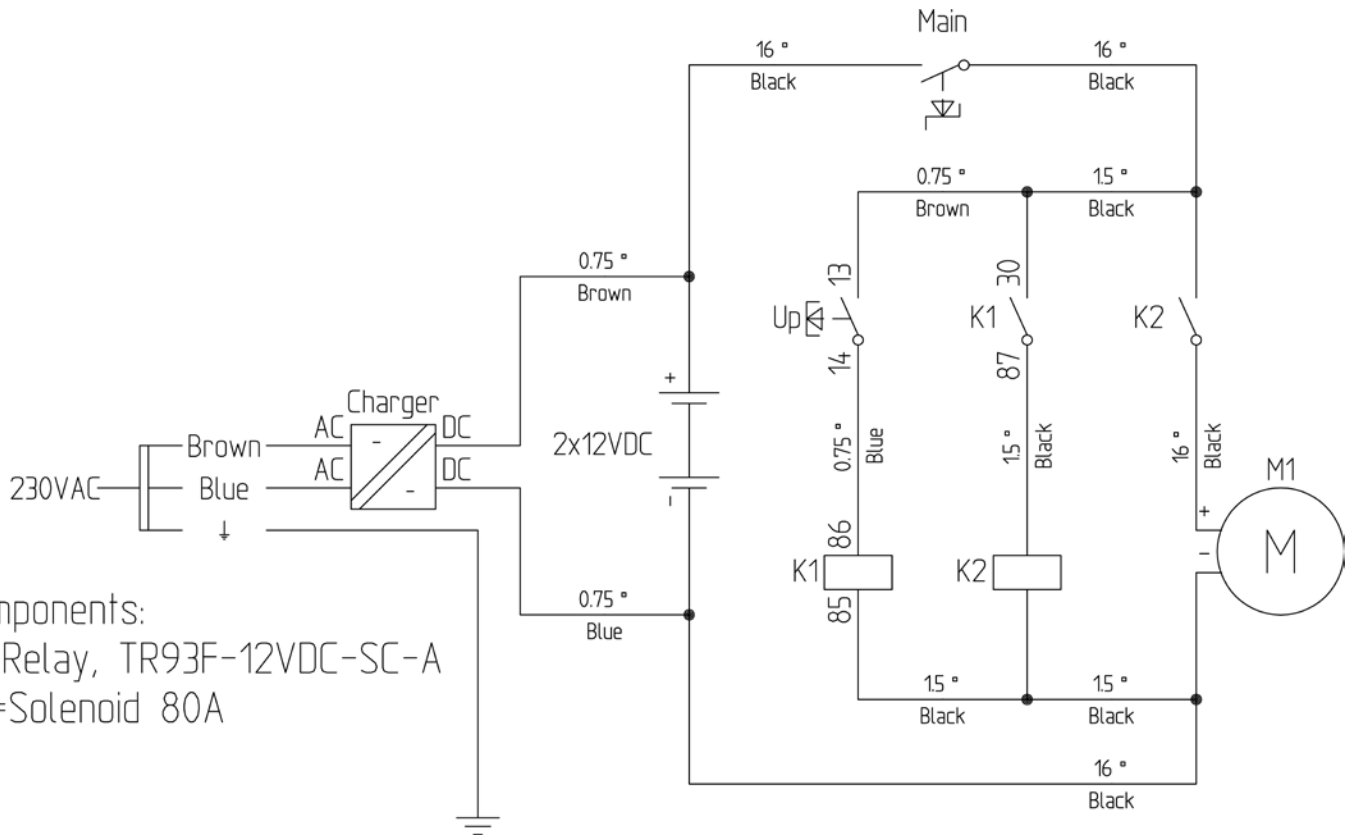 Main
16 ▫
Black
16 ▫
Black
0.75 ▫
Brown
1.5 ▫
Black
0.75 ▫
Brown
13
Up
14
30
K1
87
K2
+
2x12VDC
-
Charger
AC
DC
AC
DC
-
-
230VAC
Brown
Blue
0.75 ▫
Blue
1.5 ▫
Black
16 ▫
Black
M1
+
-
M
86
K1
85
K2
0.75 ▫
Blue
mponents:
Relay, TR93F-12VDC-SC-A
=Solenoid 80A
1.5 ▫
Black
1.5 ▫
Black
16 ▫
Black